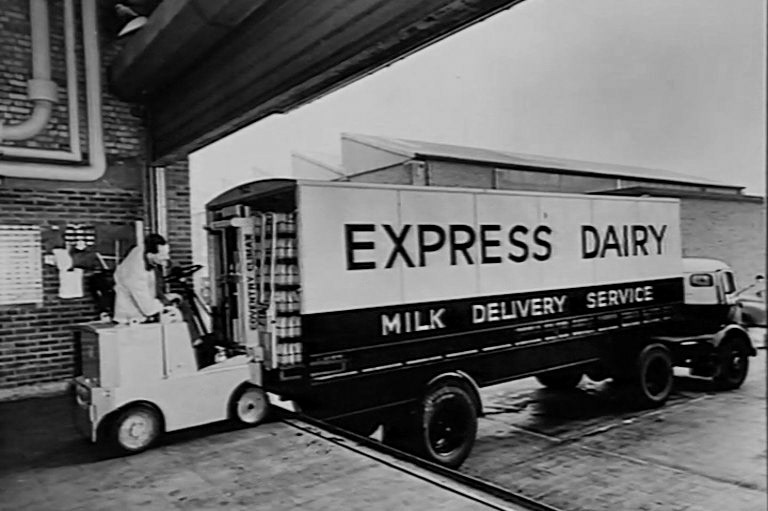 EXPRESS DAIRY
MILK DELIVERY SERVICE